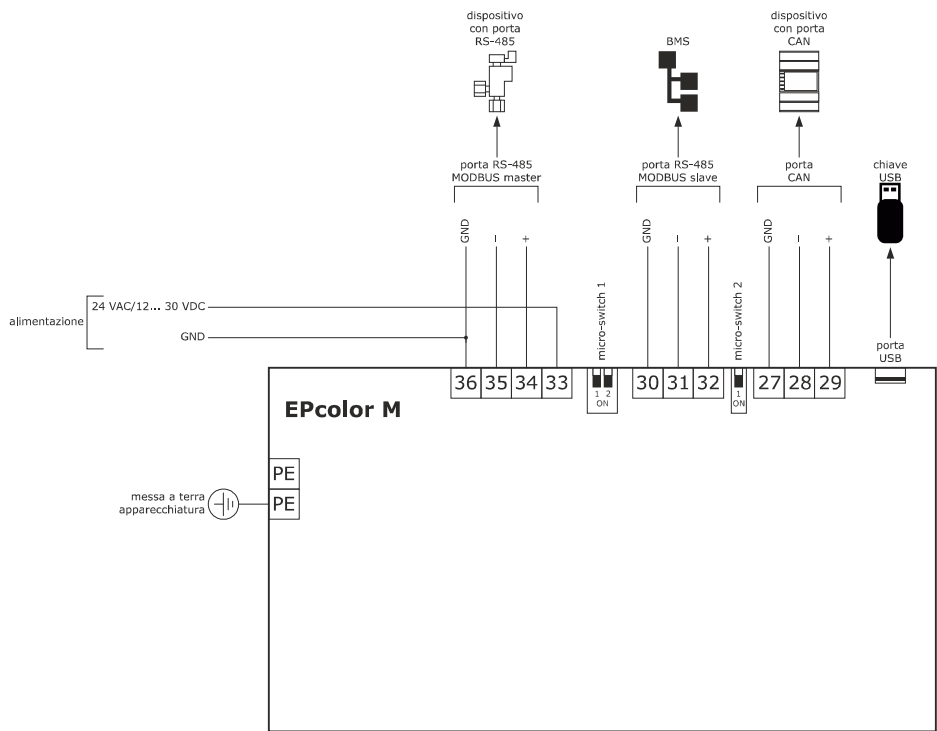 dispositivo
con porta
RS-485
BMS
dispositivo
con porta
CAN
porta RS-485
MODBUS master
porta RS-485
MODBUS slave
porta
CAN
chiave
USB
GND
–
+
GND
–
+
GND
–
+
alimentazione
24 VAC/12... 30 VDC
GND
micro-switch 1
micro-switch 2
porta
USB
36 35 34 33
1 2
ON
30 31 32
1
ON
27 28 29
EPcolor M
PE
PE
messa a terra
apparecchiatura